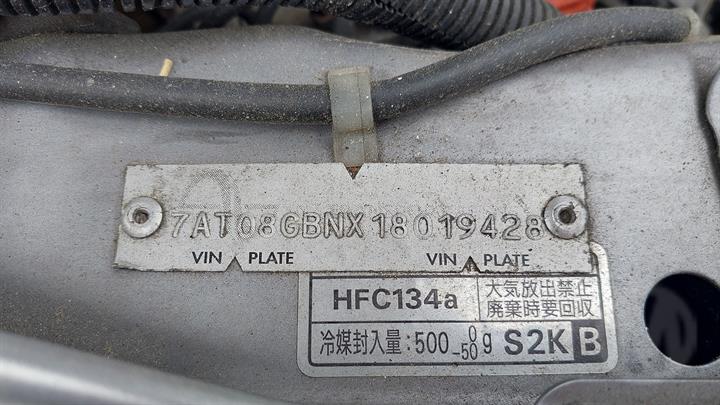 7AT08GBNX18019428
VIN PLATE VIN PLATE
HFC134a 大気放出禁止
廃棄時要回収
冷媒封入量:500 0 -50 g S2K B